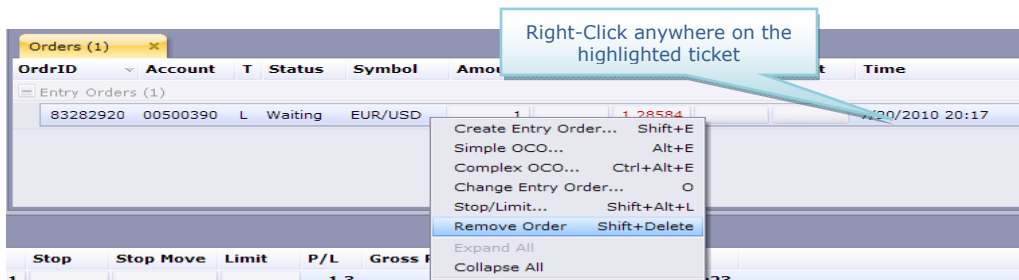 Right-Click anywhere on the
highlighted ticket
Orders (1)
OrdrID Account T Status Symbol Time
Entry Orders (1)
83282920 00500390 L Waiting EUR/USD 1 1.28584 7/20/2010 20:17
Create Entry Order... Shift+E
Simple OCO... Alt+E
Complex OCO... Ctrl+Alt+E
Change Entry Order... O
Stop/Limit... Shift+Alt+L
Remove Order Shift+Delete
Expand All
Collapse All
Stop Stop Move Limit P/L Gross